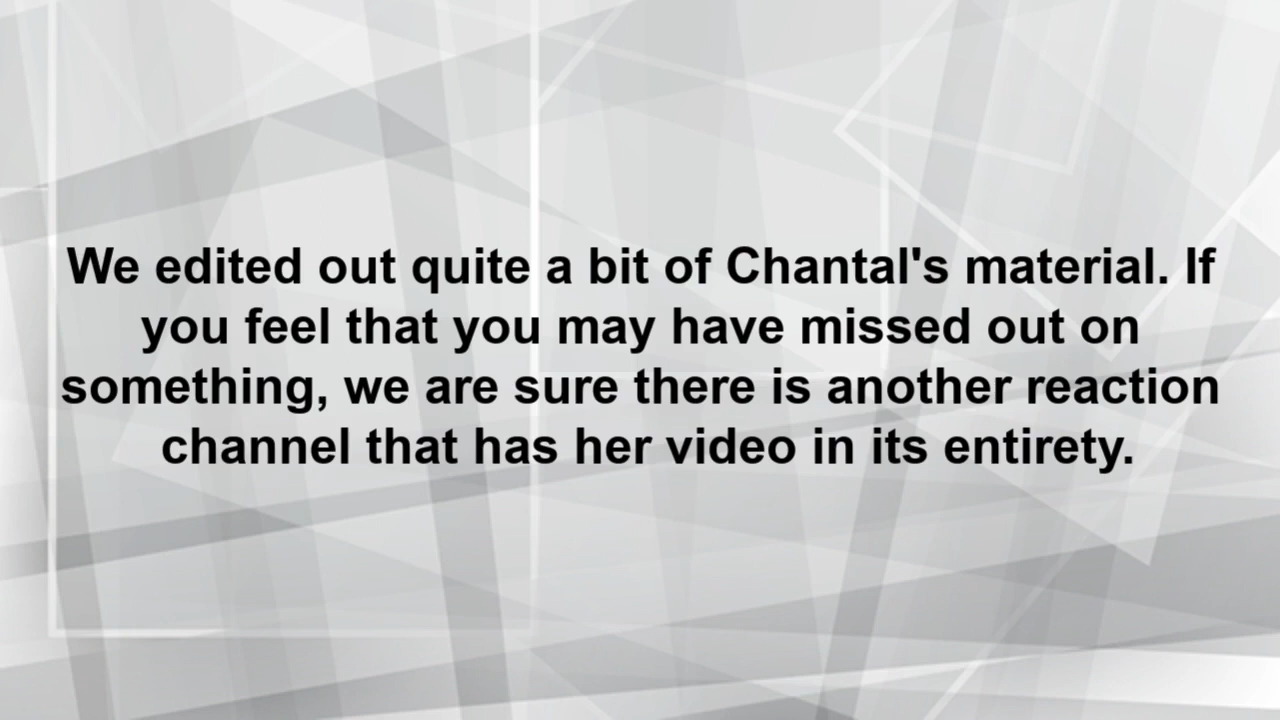 We edited out quite a bit of Chantal's material. If
you feel that you may have missed out on
something, we are sure there is another reaction
channel that has her video in its entirety.